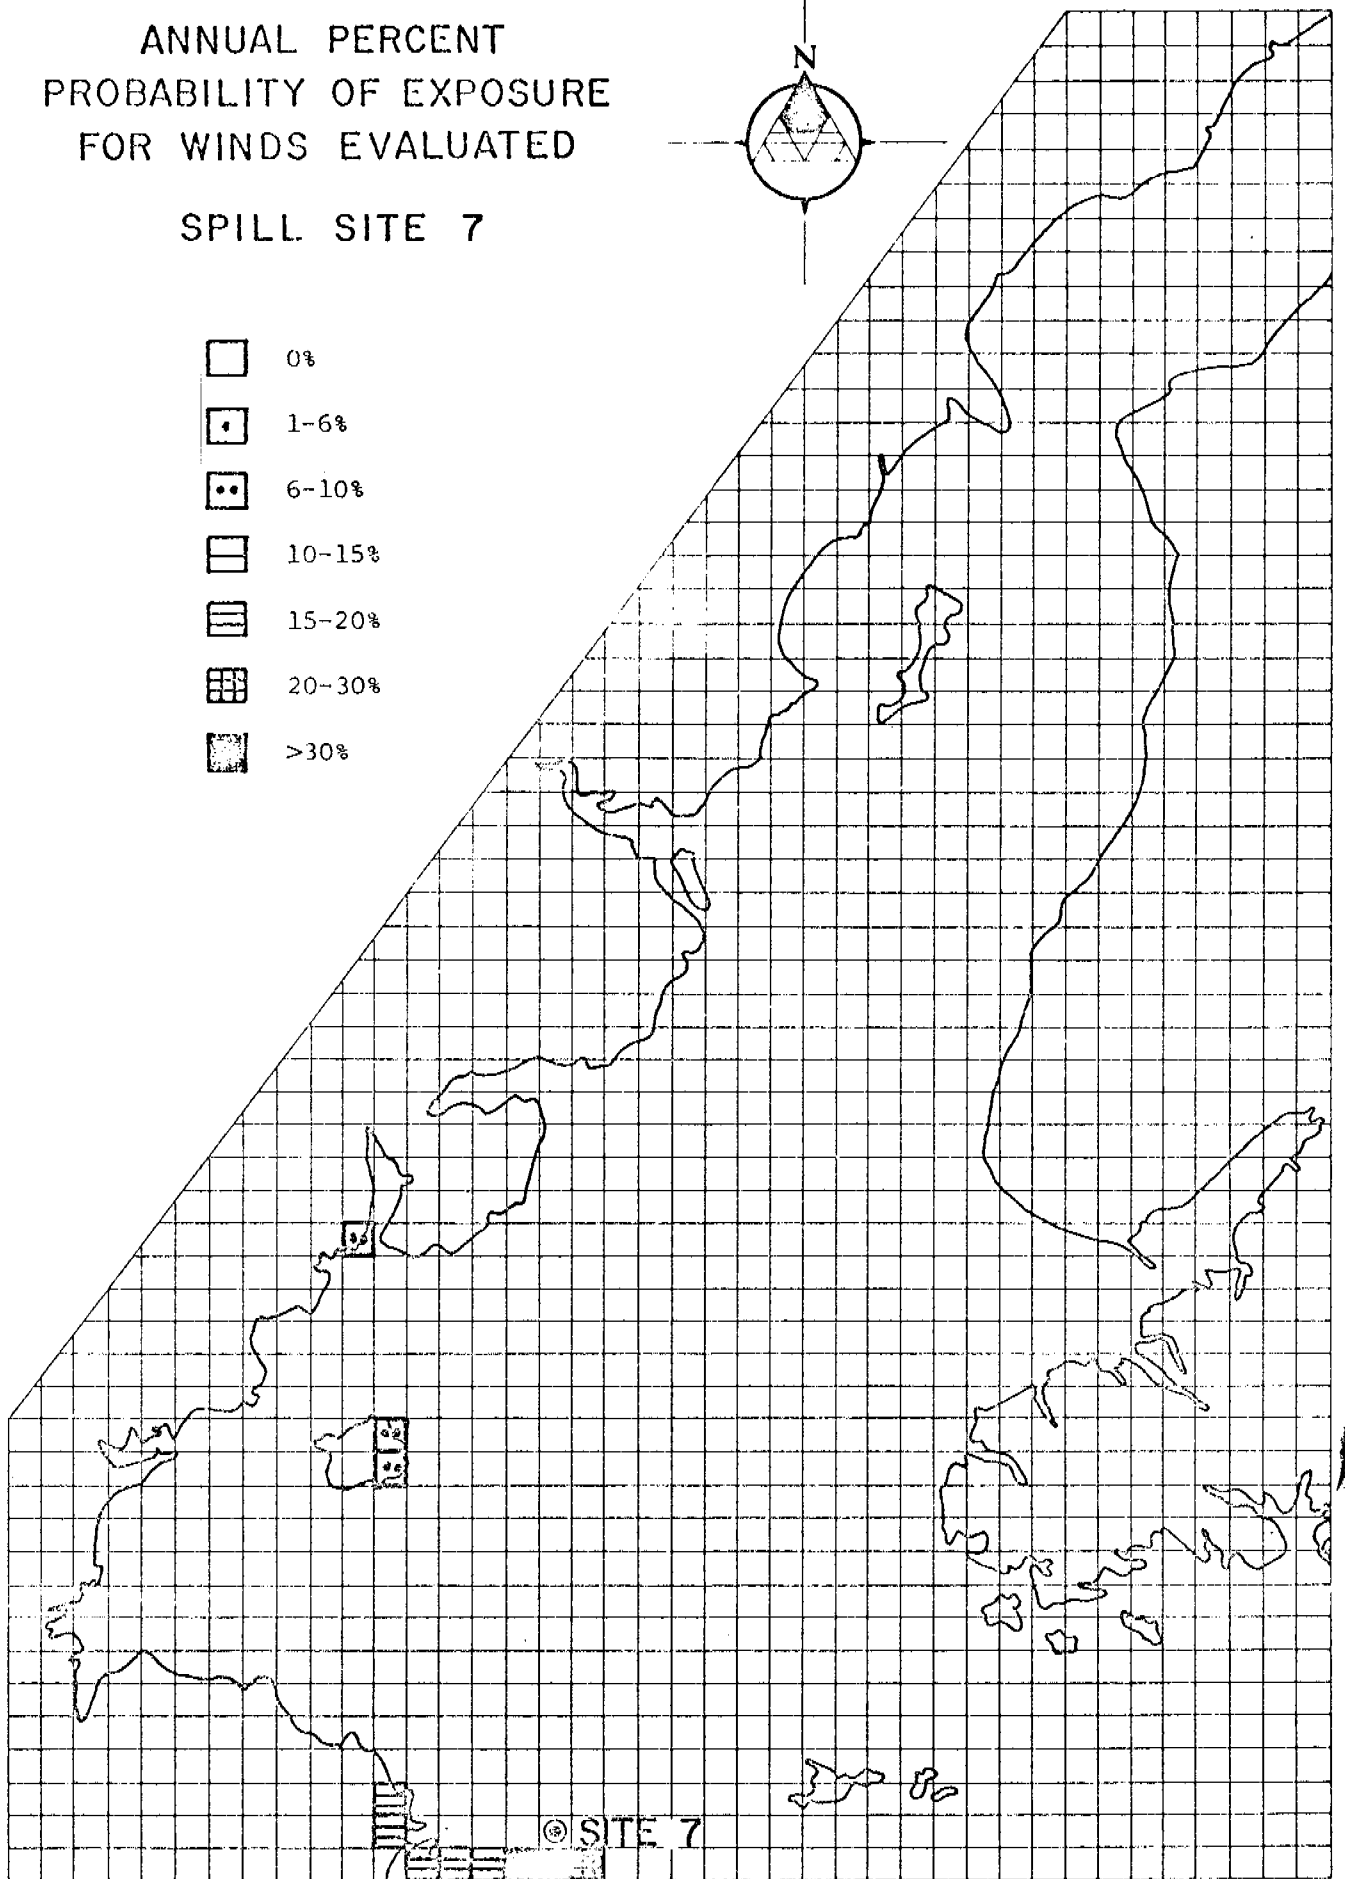 ANNUAL PERCENT
PROBABILITY OF EXPOSURE
FOR WINDS EVALUATED
SPILL SITE 7
N
0%
1-6%
6-10%
10-15%
15-20%
20-30%
>30%
SITE 7